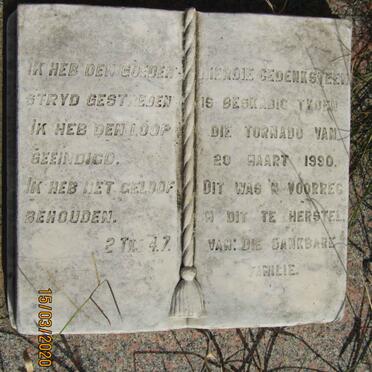 IK HEB DEN GOEDEN
STRYD GESTREDEN
IK HEB DEN LOOP
GEEINDIGD.
IK HEB HET GELOOF
BEHOUDEN.
2 TIM. 4.7.
HIERDIE GEDENKSTEEN
IS BESKADIG TYDENS
DIE TORNADO VAN
29 MAART 1990.
DIT WAS 'N VOORREG
OM DIT TE HERSTEL.
VAN: DIE DANKBARE
FAMILIE.
15/03/2020